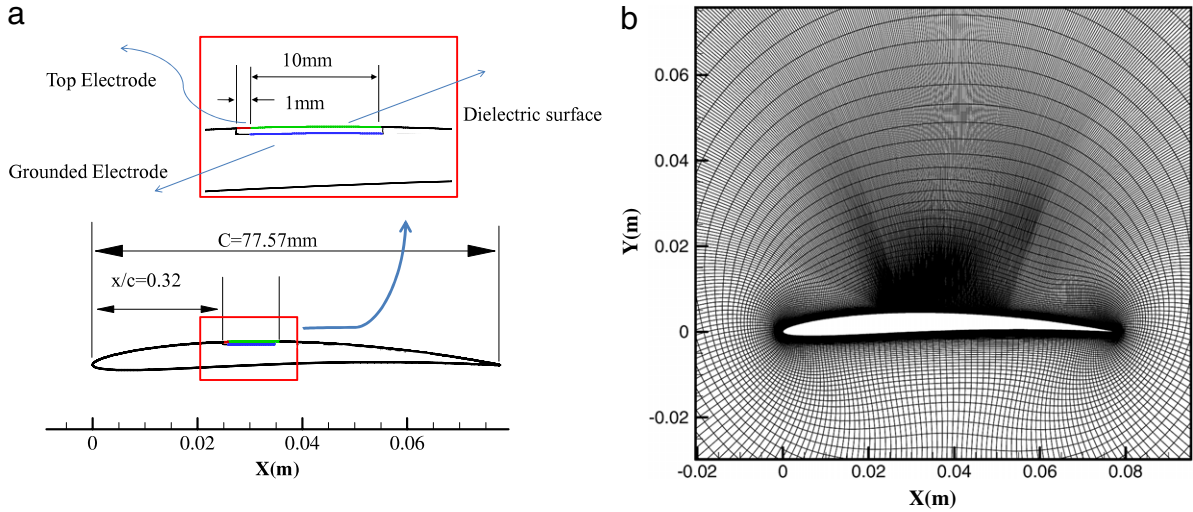 a
10mm
Top Electrode
1mm
Dielectric surface
Grounded Electrode
C=77.57mm
x/c=0.32
0
0.02
0.04
0.06
X(m)
b
0.06
0.04
0.02
0
-0.02
Y(m)
-0.02
0
0.02
0.04
0.06
0.08
X(m)